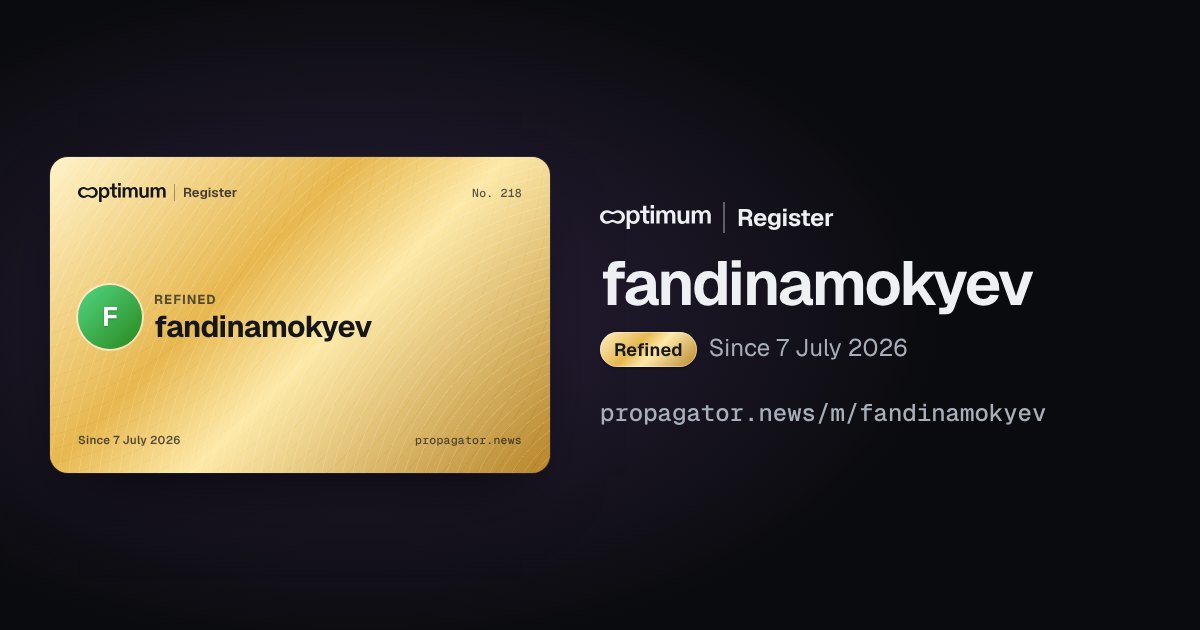 optimum | Register
No. 218
F
REFINED
fandinamokyev
Since 7 July 2026
propagator.news
optimum | Register
fandinamokyev
Refined Since 7 July 2026
propagator.news/m/fandinamokyev